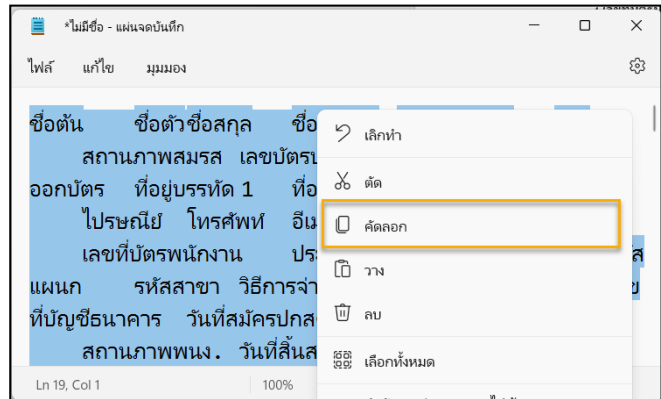 *ไม่มีชื่อ - แผ่นจดบันทึก
ไฟล์ แก้ไข มุมมอง
ชื่อต้น ชื่อตัว ชื่อสกุล ชื่อ
สถานภาพสมรส เลขบัตรป
ออกบัตร ที่อยู่บรรทัด 1 ที่อ
ไปรษณีย์ โทรศัพท์ อีเม
เลขที่บัตรพนักงาน ประ
แผนก รหัสสาขา วิธีการจ่า
ที่บัญชีธนาคาร วันที่สมัครปกส
สถานภาพพนง. วันที่สิ้นส
เลิกทำ
ตัด
คัดลอก
วาง
ลบ
เลือกทั้งหมด
Ln 19, Col 1 100%